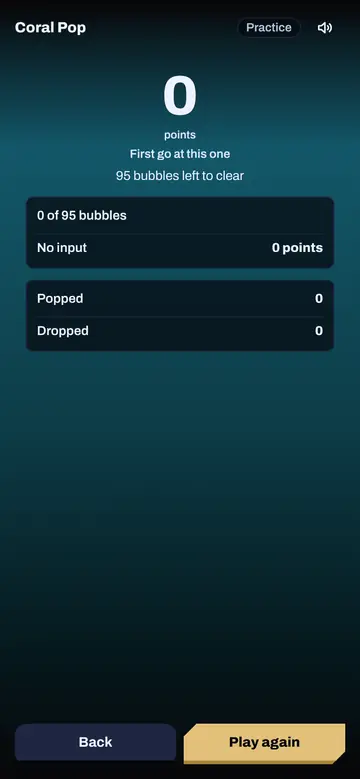 Coral Pop
Practice
0
points
First go at this one
95 bubbles left to clear
0 of 95 bubbles
No input 0 points
Popped 0
Dropped 0
Back
Play again